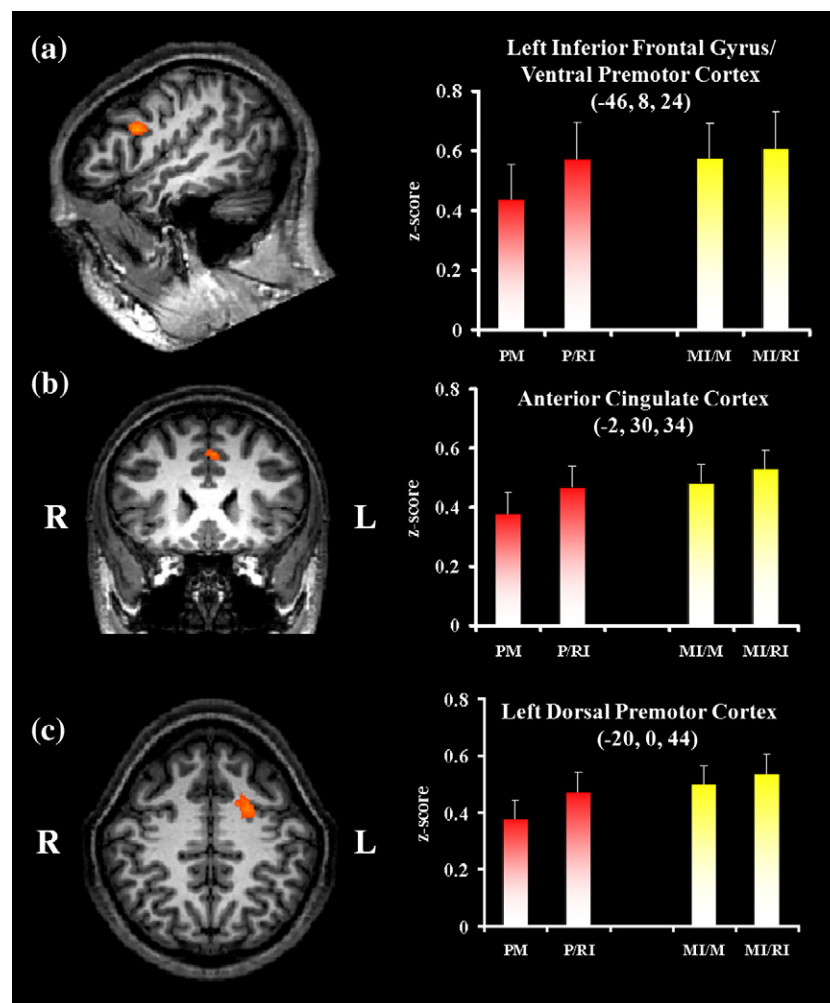 (a)
Left Inferior Frontal Gyrus/
Ventral Premotor Cortex
(-46, 8, 24)
0.8
0.6
0.4
0.2
0
z-score
PM P/RI MI/M MI/RI
(b)
R L
Anterior Cingulate Cortex
(-2, 30, 34)
0.8
0.6
0.4
0.2
0
z-score
PM P/RI MI/M MI/RI
(c)
R L
Left Dorsal Premotor Cortex
(-20, 0, 44)
0.8
0.6
0.4
0.2
0
z-score
PM P/RI MI/M MI/RI